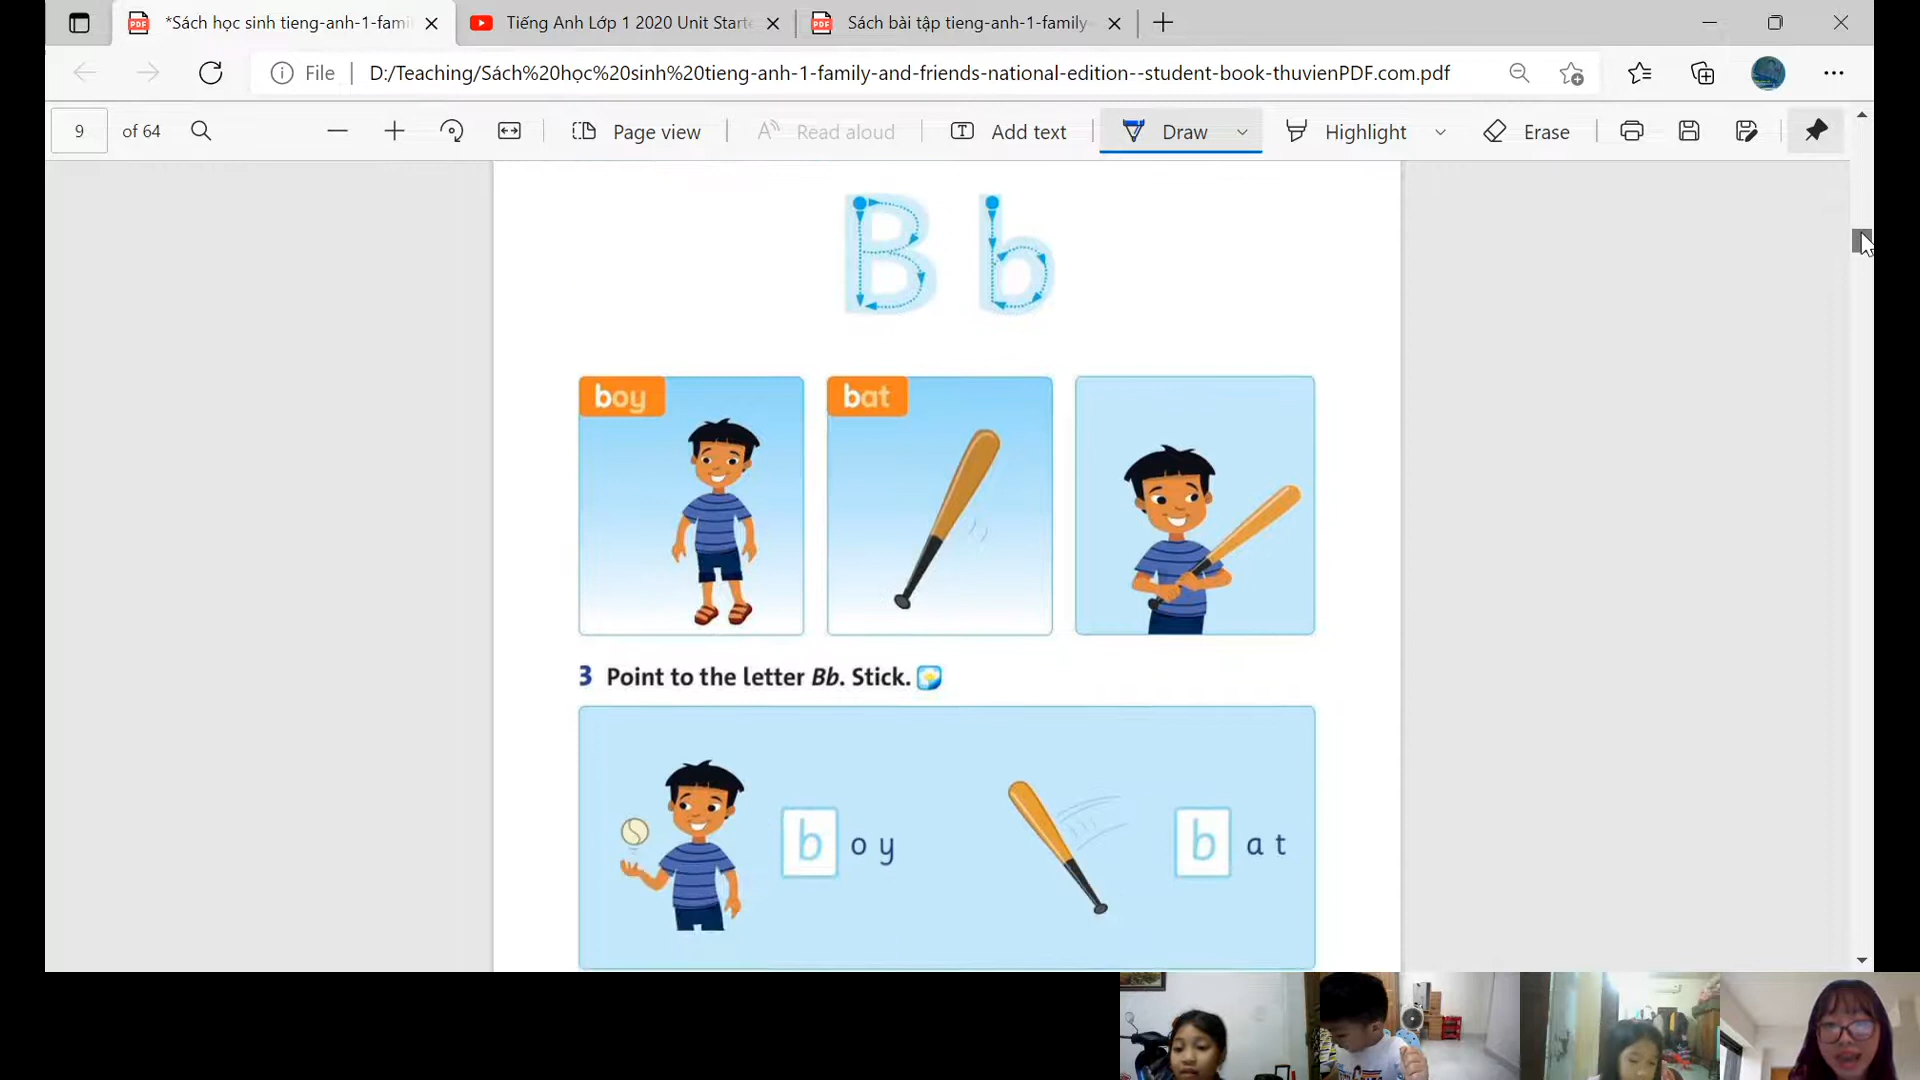 *Sách học sinh tieng-anh-1-fami
Tiếng Anh Lớp 1 2020 Unit Starte
Sách bài tập tieng-anh-1-family-
File
D:/Teaching/Sách%20học%20sinh%20tieng-anh-1-family-and-friends-national-edition--student-book-thuvienPDF.com.pdf
9 of 64
Page view
Read aloud
Add text
Draw
Highlight
Erase
B b
boy
bat
3 Point to the letter Bb. Stick.
b o y
b a t